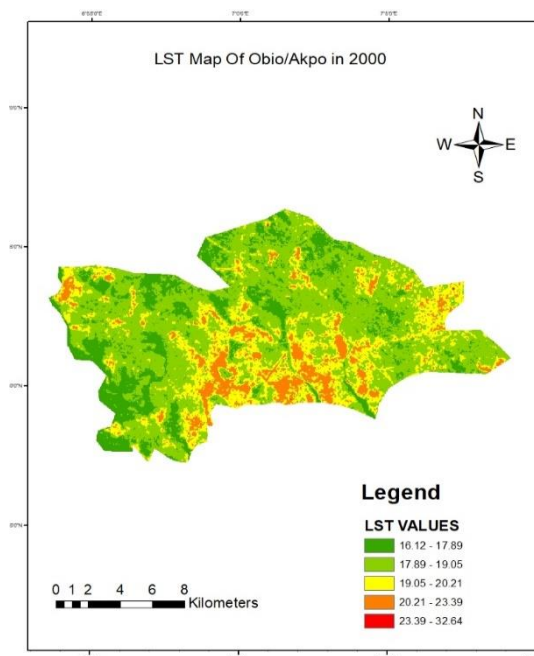 LST Map Of Obio/Akpo in 2000
N
W E
S
Legend
LST VALUES
16.12 - 17.89
17.89 - 19.05
19.05 - 20.21
20.21 - 23.39
23.39 - 32.64
0 1 2 4 6 8
Kilometers